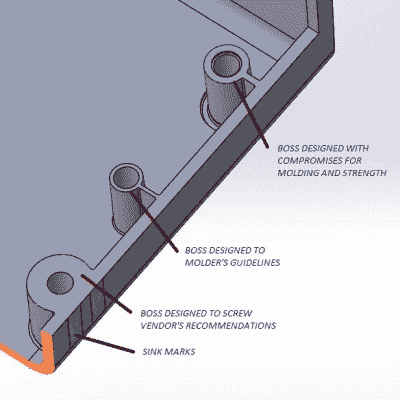 BOSS DESIGNED WITH
COMPROMISES FOR
MOLDING AND STRENGTH
BOSS DESIGNED TO
MOLDER'S GUIDELINES
BOSS DESIGNED TO SCREW
VENDOR'S RECOMMENDATIONS
SINK MARKS